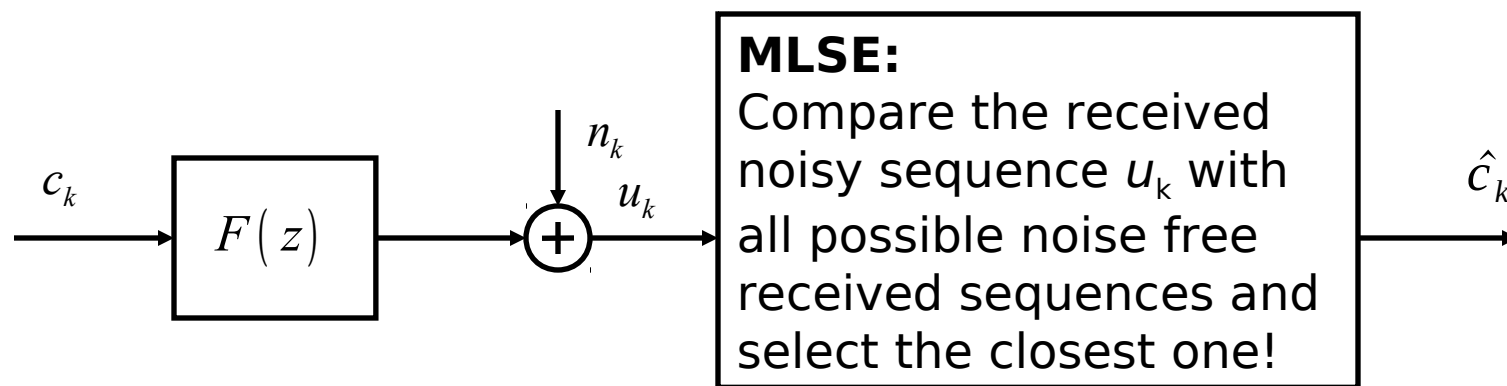 c_k
F(z)
n_k
u_k
+
MLSE:
Compare the received
noisy sequence u_k with
all possible noise free
received sequences and
select the closest one!
ĉ_k